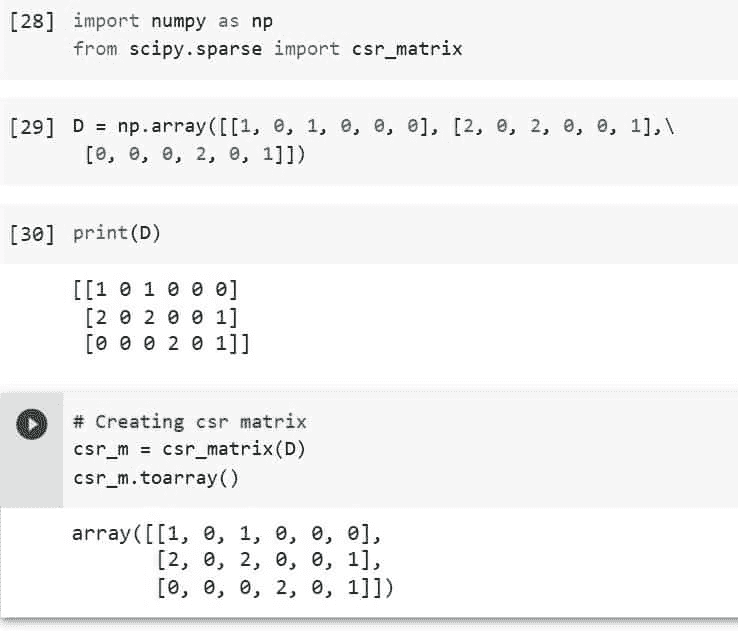 [28] import numpy as np
from scipy.sparse import csr_matrix
[29] D = np.array([[1, 0, 1, 0, 0, 0], [2, 0, 2, 0, 0, 1],\
[0, 0, 0, 2, 0, 1]])
[30] print(D)
[[1 0 1 0 0 0]
[2 0 2 0 0 1]
[0 0 0 2 0 1]]
# Creating csr matrix
csr_m = csr_matrix(D)
csr_m.toarray()
array([[1, 0, 1, 0, 0, 0],
[2, 0, 2, 0, 0, 1],
[0, 0, 0, 2, 0, 1]])